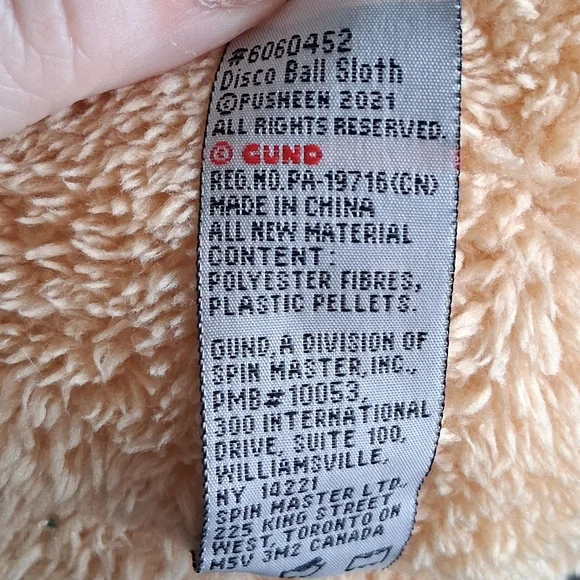 #6060452
Disco Ball Sloth
©PUSHEEN 2021
ALL RIGHTS RESERVED.
GUND
REG.NO.PA-19716(CN)
MADE IN CHINA
ALL NEW MATERIAL
CONTENT:
POLYESTER FIBRES,
PLASTIC PELLETS.
GUND, A DIVISION OF
SPIN MASTER, INC.,
PMB#10053,
300 INTERNATIONAL
DRIVE, SUITE 100,
WILLIAMSVILLE,
NY 14221
SPIN MASTER LTD.,
225 KING STREET
WEST, TORONTO ON
M5V 3M2 CANADA